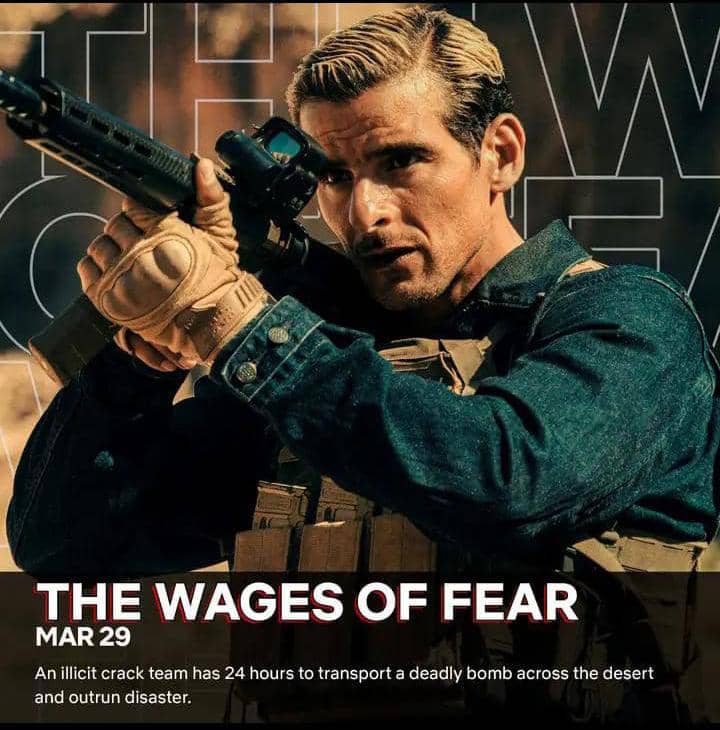 THE WAGES OF FEAR
MAR 29
An illicit crack team has 24 hours to transport a deadly bomb across the desert
and outrun disaster.